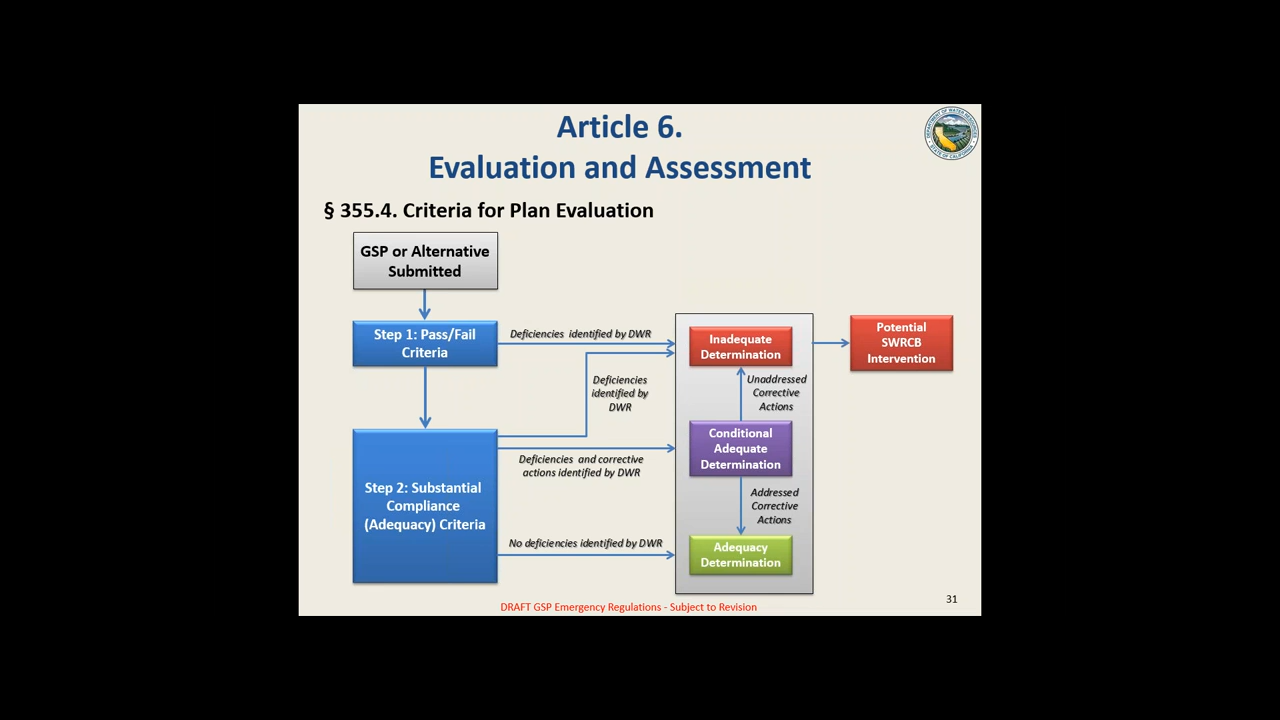 Article 6.
Evaluation and Assessment
§ 355.4. Criteria for Plan Evaluation
GSP or Alternative
Submitted
Step 1: Pass/Fail
Criteria
Deficiencies identified by DWR
Inadequate
Determination
Potential
SWRCB
Intervention
Deficiencies
identified by
DWR
Unaddressed
Corrective
Actions
Conditional
Adequate
Determination
Deficiencies and corrective
actions identified by DWR
Step 2: Substantial
Compliance
(Adequacy) Criteria
Addressed
Corrective
Actions
No deficiencies identified by DWR
Adequacy
Determination
31
DRAFT GSP Emergency Regulations - Subject to Revision